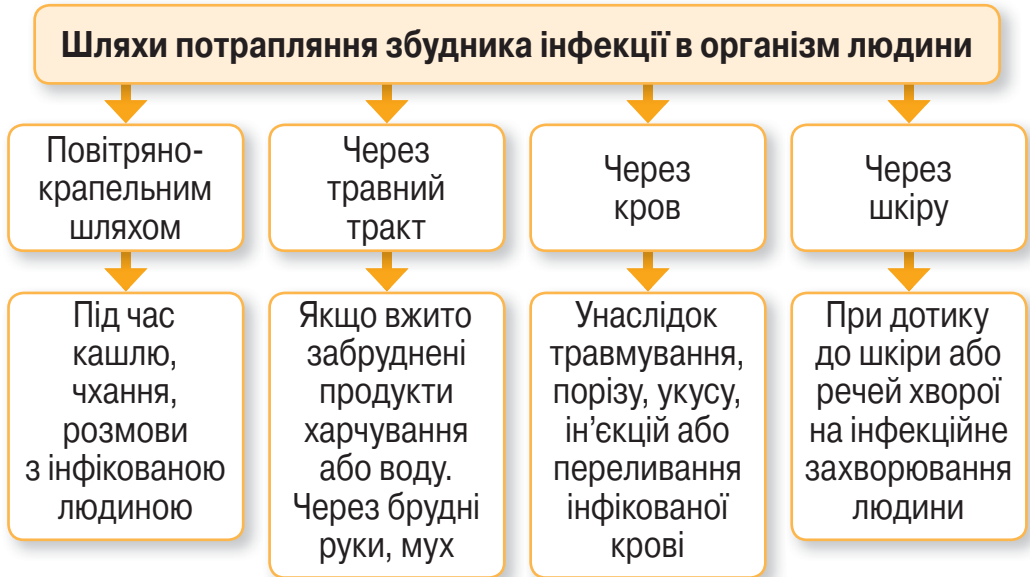 Шляхи потрапляння збудника інфекції в організм людини
Повітряно-
крапельним
шляхом
Через
травний
тракт
Через
кров
Через
шкіру
Під час
кашлю,
чхання,
розмови
з інфікованою
людиною
Якщо вжито
забруднені
продукти
харчування
або воду.
Через брудні
руки, мух
Унаслідок
травмування,
порізу, укусу,
ін’єкцій або
переливання
інфікованої
крові
При дотику
до шкіри або
речей хворої
на інфекційне
захворювання
людини